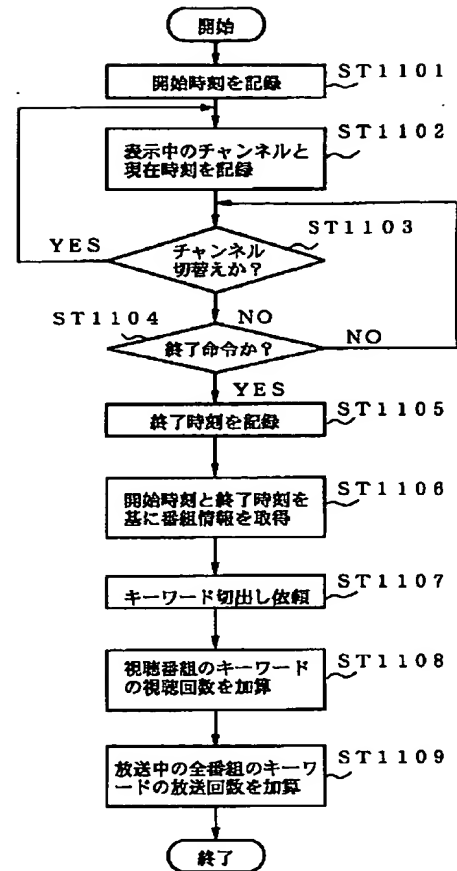 開始
開始時刻を記録
ST1101
表示中のチャンネルと
現在時刻を記録
ST1102
チャンネル
切替えか?
ST1103
YES
NO
終了命令か?
ST1104
NO
YES
終了時刻を記録
ST1105
開始時刻と終了時刻を
基に番組情報を取得
ST1106
キーワード切出し依頼
ST1107
視聴番組のキーワード
の視聴回数を加算
ST1108
放送中の全番組のキーワ
ードの放送回数を加算
ST1109
終了